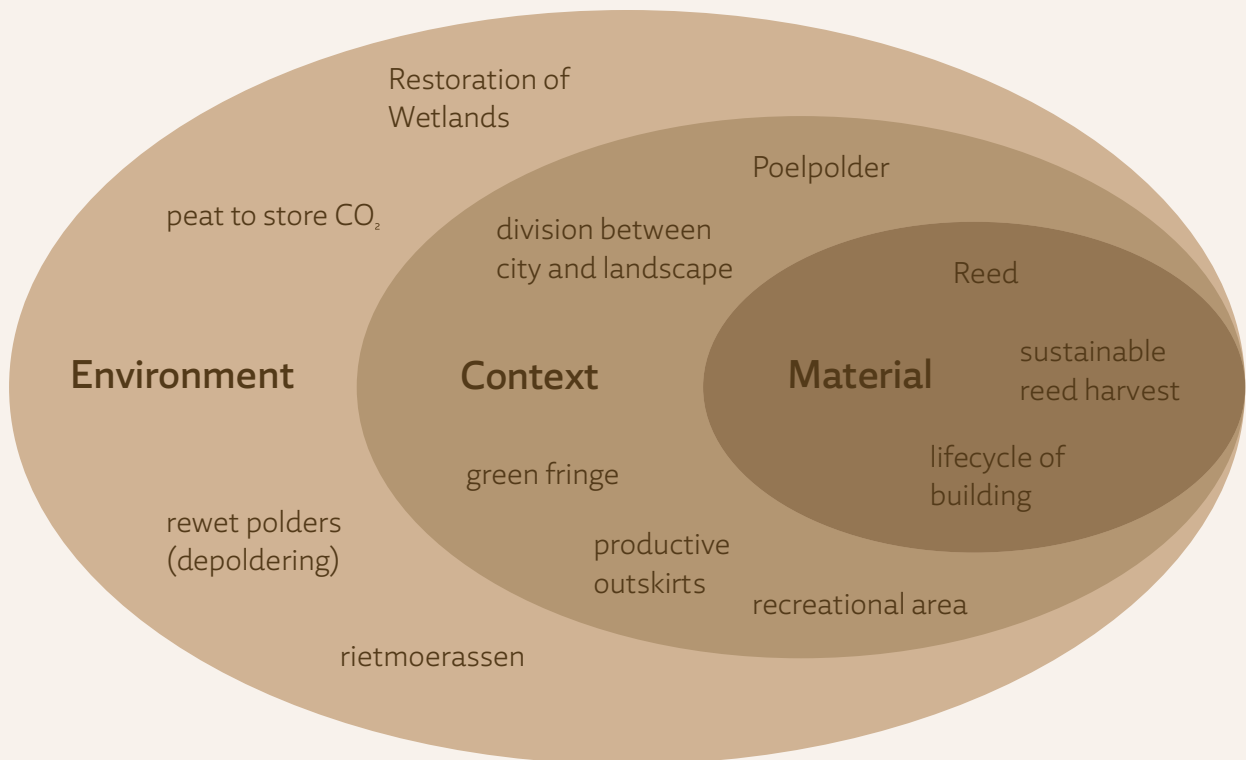 Restoration of
Wetlands
peat to store CO₂
Environment
rewet polders
(depoldering)
rietmoerassen
Poelpolder
division between
city and landscape
Context
green fringe
productive
outskirts
recreational area
Reed
Material
sustainable
reed harvest
lifecycle of
building